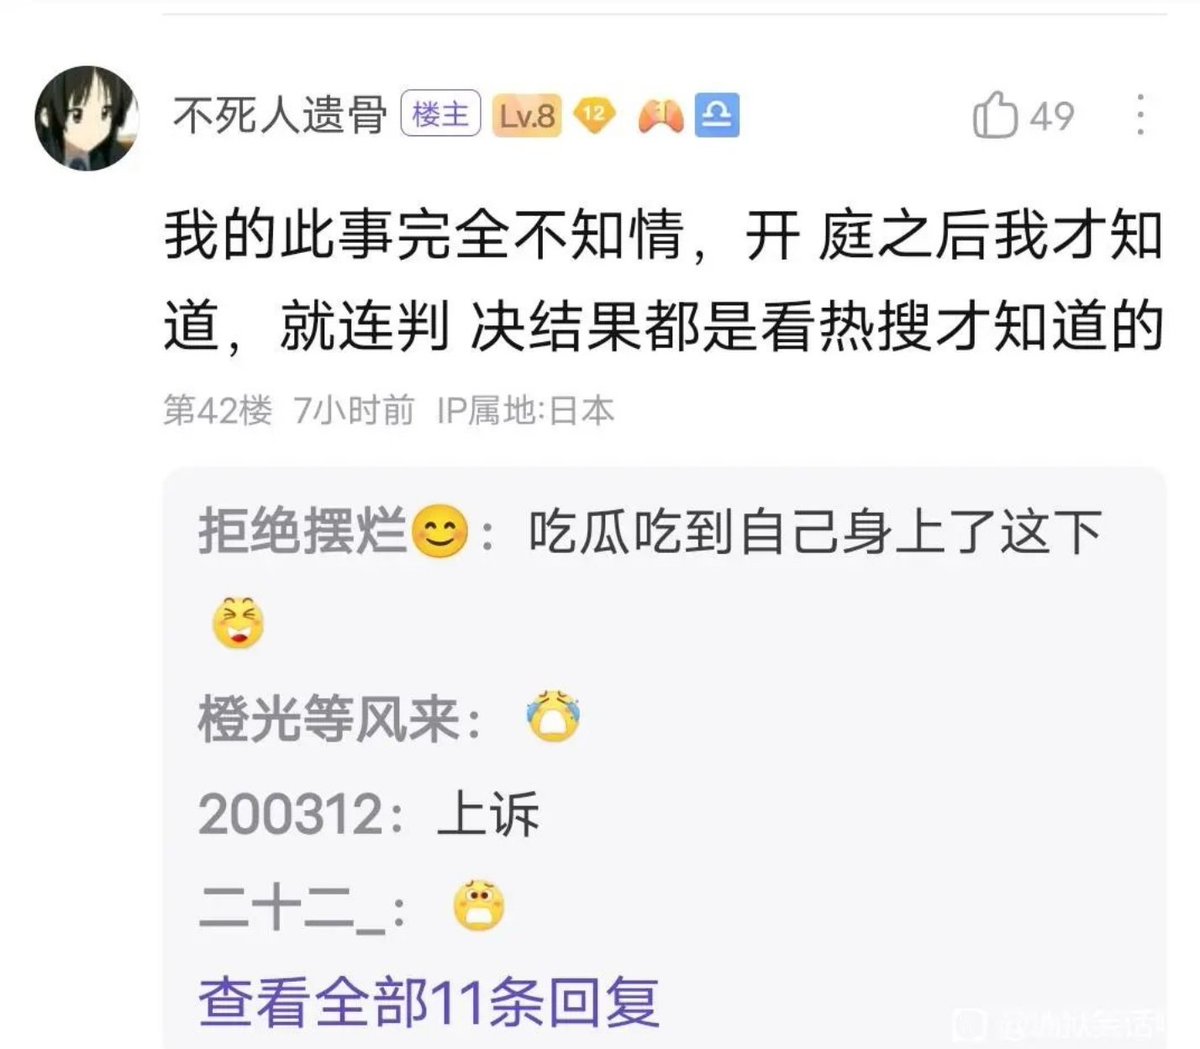 不死人遗骨 楼主 Lv.8 12 49
我的此事完全不知情，开 庭之后我才知
道，就连判 决结果都是看热搜才知道的
第42楼 7小时前 IP属地:日本
拒绝摆烂😊：吃瓜吃到自己身上了这下
橙光等风来：
200312：上诉
二十二_：
查看全部11条回复